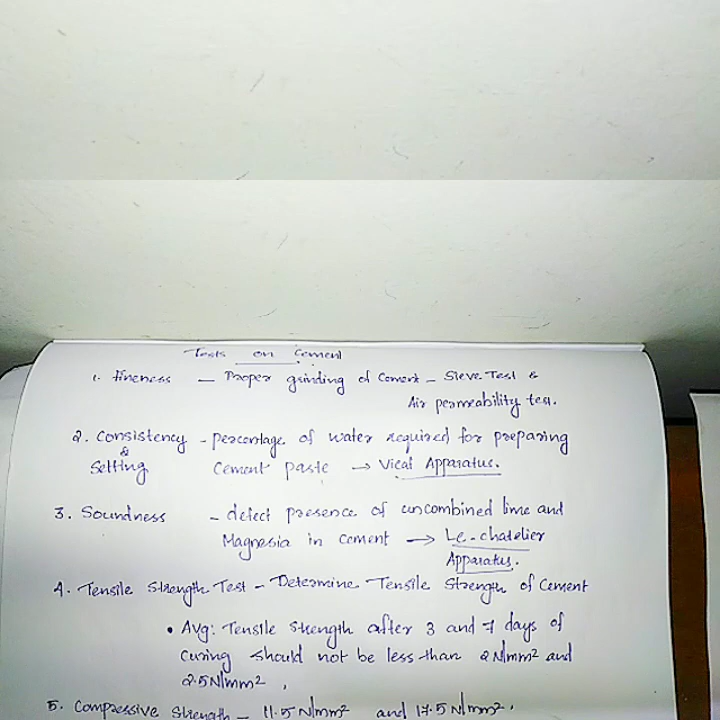 Tests on Cement
1. fineness - Proper grinding of Cement - Sieve Test &
Air permeability test.
2. Consistency - percentage of water required for preparing
&
Setting Cement paste → Vicat Apparatus.
3. Soundness - detect presence of uncombined lime and
Magnesia in cement → Le-chatelier
Apparatus.
4. Tensile Strength Test - Determine Tensile Strength of Cement
• Avg: Tensile strength after 3 and 7 days of
Curing should not be less than 2 N/mm² and
2.5 N/mm²,
5. Compressive Strength - 11.5 N/mm² and 17.5 N/mm².